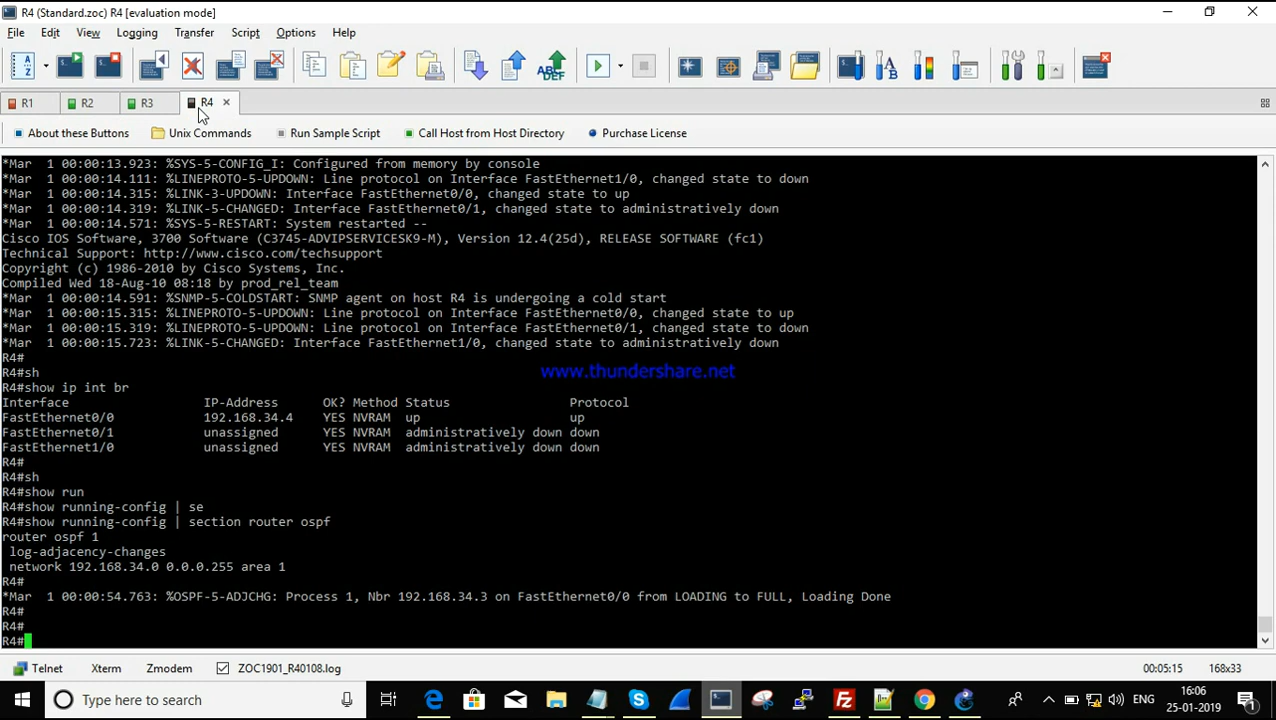 R4 (Standard.zoc) R4 [evaluation mode]
File Edit View Logging Transfer Script Options Help
R1 R2 R3 R4
About these Buttons Unix Commands Run Sample Script Call Host from Host Directory Purchase License
*Mar  1 00:00:13.923: %SYS-5-CONFIG_I: Configured from memory by console
*Mar  1 00:00:14.111: %LINEPROTO-5-UPDOWN: Line protocol on Interface FastEthernet1/0, changed state to down
*Mar  1 00:00:14.315: %LINK-3-UPDOWN: Interface FastEthernet0/0, changed state to up
*Mar  1 00:00:14.319: %LINK-5-CHANGED: Interface FastEthernet0/1, changed state to administratively down
*Mar  1 00:00:14.571: %SYS-5-RESTART: System restarted --
Cisco IOS Software, 3700 Software (C3745-ADVIPSERVICESK9-M), Version 12.4(25d), RELEASE SOFTWARE (fc1)
Technical Support: http://www.cisco.com/techsupport
Copyright (c) 1986-2010 by Cisco Systems, Inc.
Compiled Wed 18-Aug-10 08:18 by prod_rel_team
*Mar  1 00:00:14.591: %SNMP-5-COLDSTART: SNMP agent on host R4 is undergoing a cold start
*Mar  1 00:00:15.315: %LINEPROTO-5-UPDOWN: Line protocol on Interface FastEthernet0/0, changed state to up
*Mar  1 00:00:15.319: %LINEPROTO-5-UPDOWN: Line protocol on Interface FastEthernet0/1, changed state to down
*Mar  1 00:00:15.723: %LINK-5-CHANGED: Interface FastEthernet1/0, changed state to administratively down
R4#
R4#sh
www.thundershare.net
R4#show ip int br
Interface IP-Address OK? Method Status Protocol
FastEthernet0/0 192.168.34.4 YES NVRAM up up
FastEthernet0/1 unassigned YES NVRAM administratively down down
FastEthernet1/0 unassigned YES NVRAM administratively down down
R4#
R4#sh
R4#show run
R4#show running-config | se
R4#show running-config | section router ospf
router ospf 1
log-adjacency-changes
network 192.168.34.0 0.0.0.255 area 1
R4#
*Mar  1 00:00:54.763: %OSPF-5-ADJCHG: Process 1, Nbr 192.168.34.3 on FastEthernet0/0 from LOADING to FULL, Loading Done
R4#
R4#
R4#
Telnet Xterm Zmodem ZOC1901_R40108.log 00:05:15 168x33
Type here to search ENG 16:06
25-01-2019